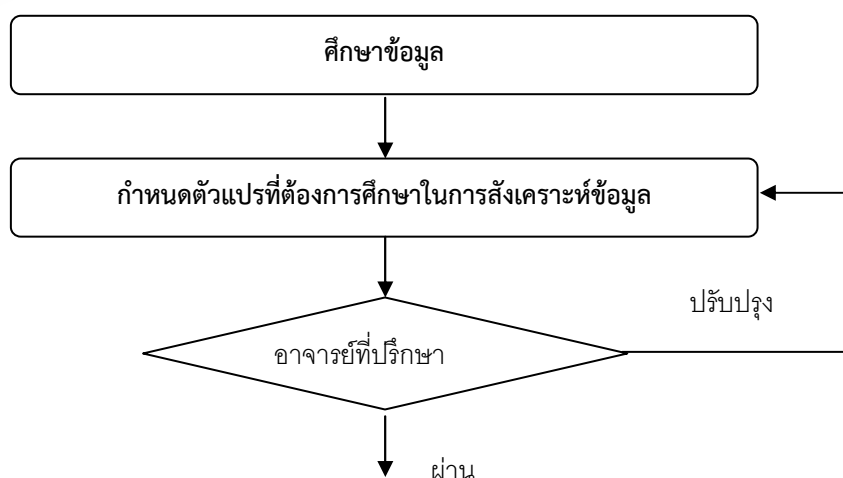 ศึกษาข้อมูล
กำหนดตัวแปรที่ต้องการศึกษาในการสังเคราะห์ข้อมูล
ปรับปรุง
อาจารย์ที่ปรึกษา
ผ่าน